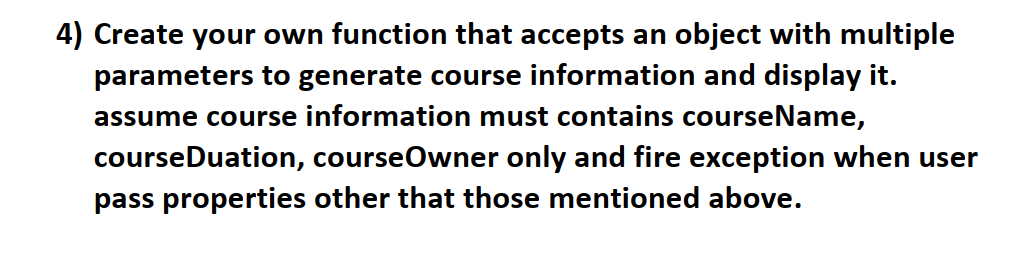 4) Create your own function that accepts an object with multiple
parameters to generate course information and display it.
assume course information must contains courseName,
courseDuation, courseOwner only and fire exception when user
pass properties other that those mentioned above.